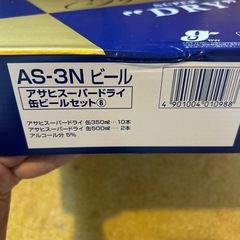 "DRY"
AS-3N ビール
アサヒスーパードライ
缶ビールセット⑥
アサヒスーパードライ 缶350ml…10本
アサヒスーパードライ 缶500ml…2本
アルコール分 5%
4901004010988